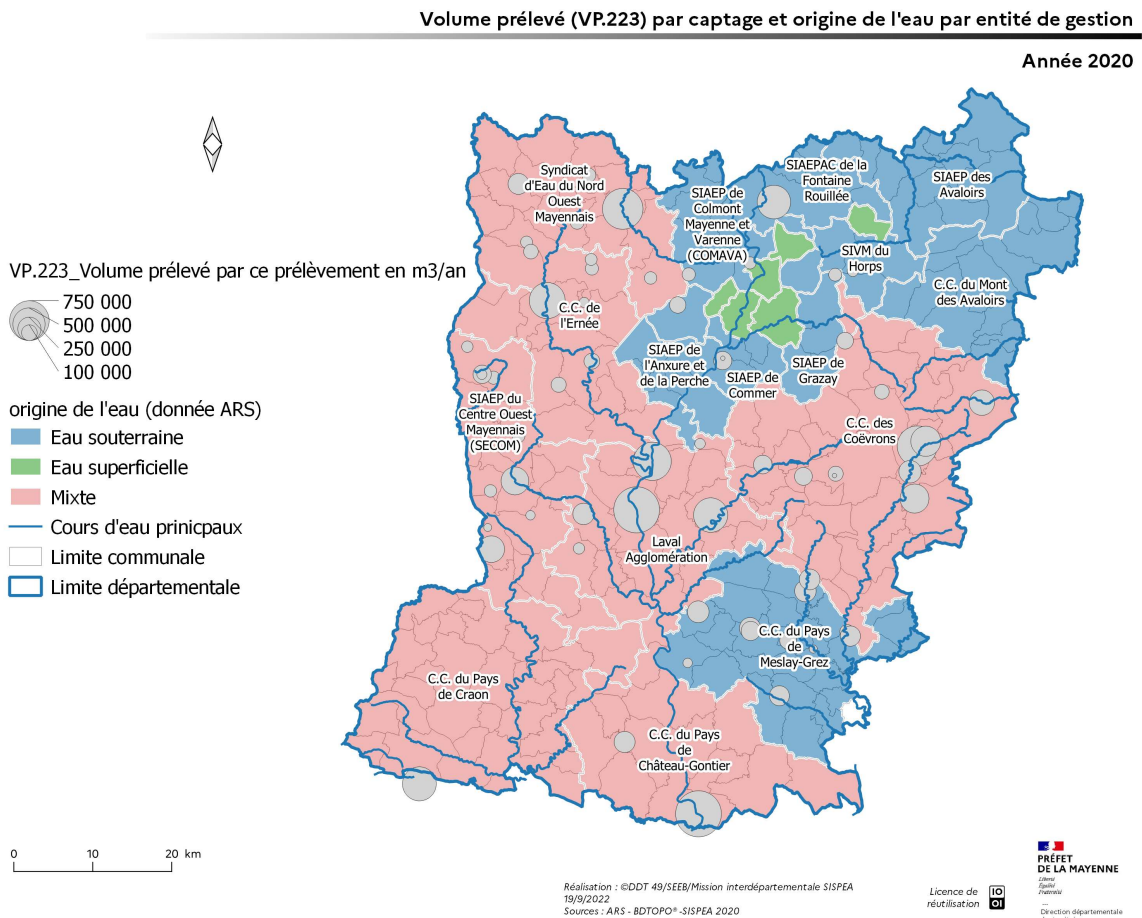 Volume prélevé (VP.223) par captage et origine de l'eau par entité de gestion
Année 2020
VP.223_Volume prélevé par ce prélèvement en m3/an
750 000
500 000
250 000
100 000
origine de l'eau (donnée ARS)
Eau souterraine
Eau superficielle
Mixte
Cours d'eau prinicpaux
Limite communale
Limite départementale
Syndicat
d'Eau du Nord
Ouest
Mayennais
SIAEP de
Colmont
Mayenne et
Varenne
(COMAVA)
SIAEPAC de la
Fontaine
Rouillée
SIAEP des
Avaloirs
SIVM du
Horps
C.C. du Mont
des Avaloirs
C.C. de
l'Ernée
SIAEP de
l'Anxure et
de la Perche
SIAEP de
Commer
SIAEP de
Grazay
SIAEP du
Centre Ouest
Mayennais
(SECOM)
C.C. des
Coëvrons
Laval
Agglomération
C.C. du Pays
de
Meslay-Grez
C.C. du Pays
de Craon
C.C. du Pays
de
Château-Gontier
0 10 20 km
Réalisation : ©DDT 49/SEEB/Mission interdépartementale SISPEA
19/9/2022
Sources : ARS - BDTOPO® -SISPEA 2020
Licence de
réutilisation
PRÉFET
DE LA MAYENNE
Liberté
Égalité
Fraternité
Direction départementale